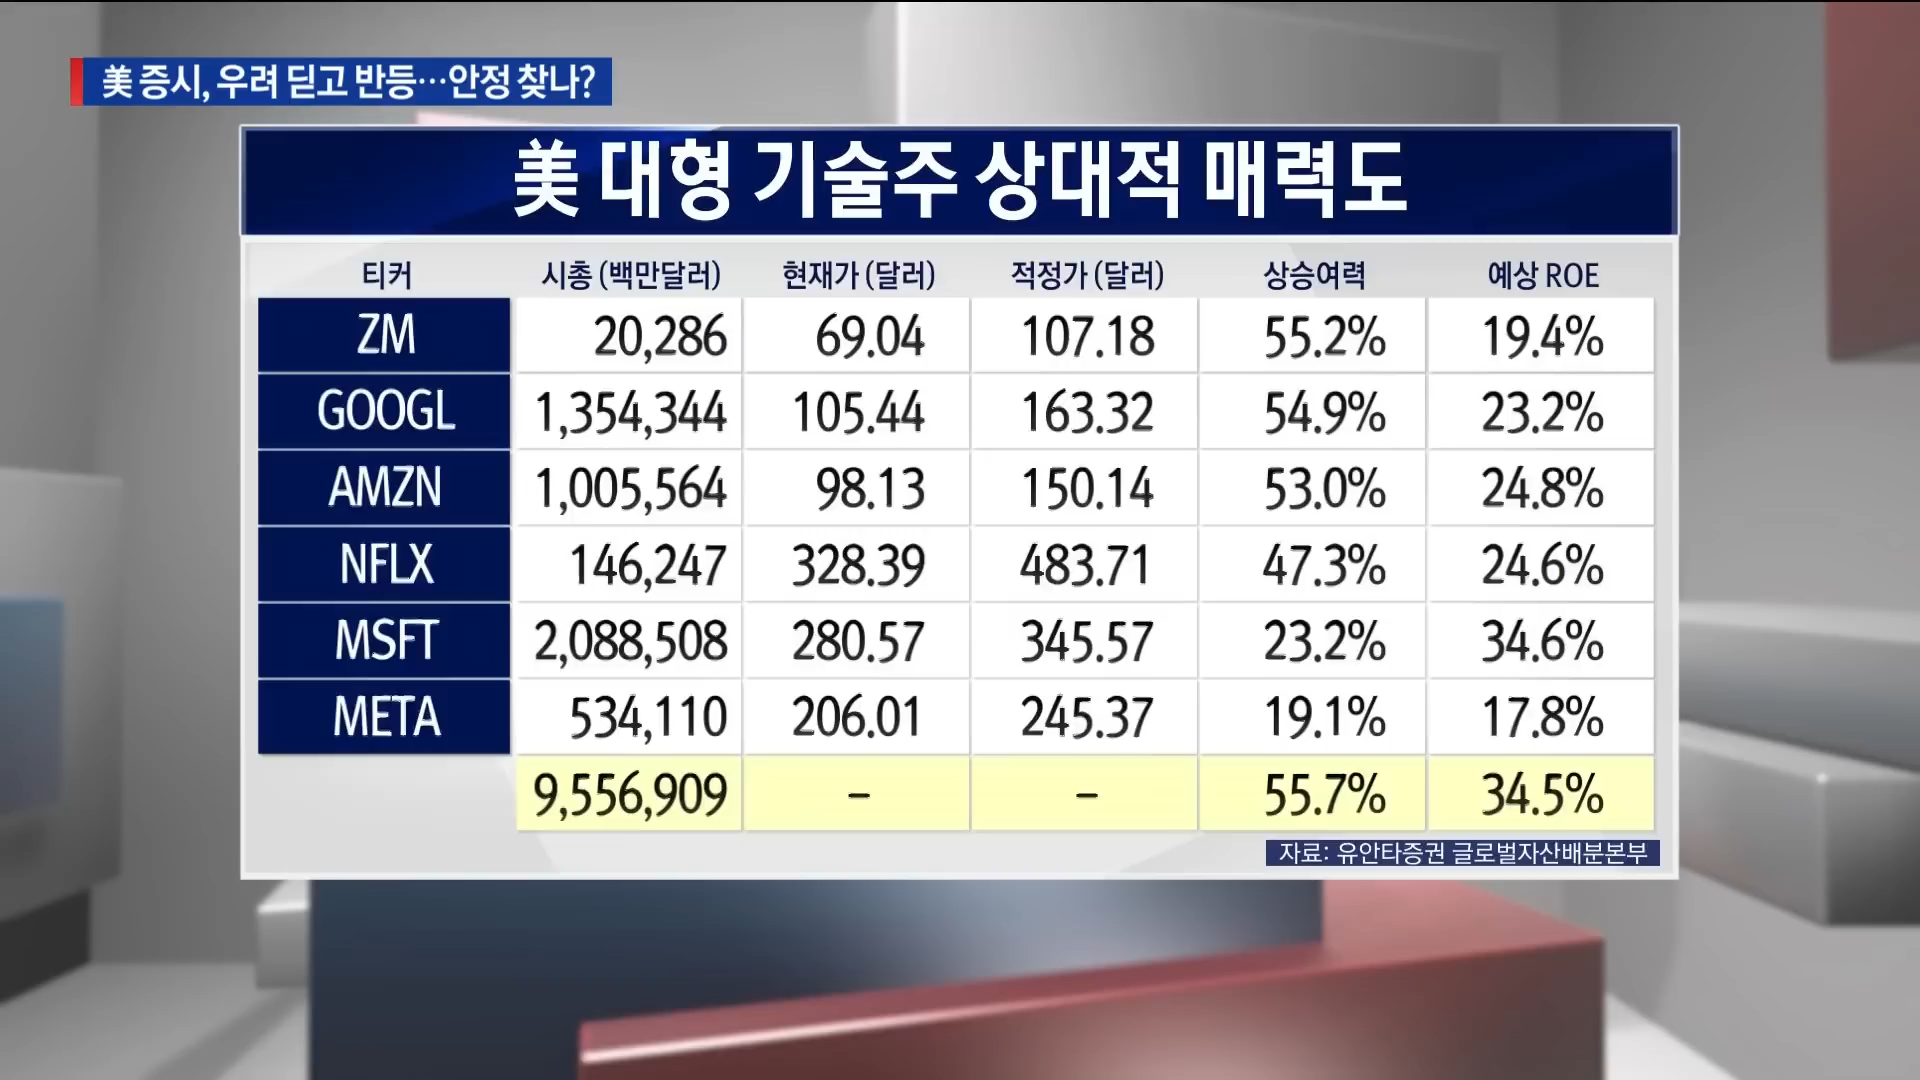 美 증시, 우려 딛고 반등…안정 찾나?
美 대형 기술주 상대적 매력도
티커 시총 (백만달러) 현재가 (달러) 적정가 (달러) 상승여력 예상 ROE
ZM 20,286 69.04 107.18 55.2% 19.4%
GOOGL 1,354,344 105.44 163.32 54.9% 23.2%
AMZN 1,005,564 98.13 150.14 53.0% 24.8%
NFLX 146,247 328.39 483.71 47.3% 24.6%
MSFT 2,088,508 280.57 345.57 23.2% 34.6%
META 534,110 206.01 245.37 19.1% 17.8%
9,556,909 – – 55.7% 34.5%
자료: 유안타증권 글로벌자산배분본부